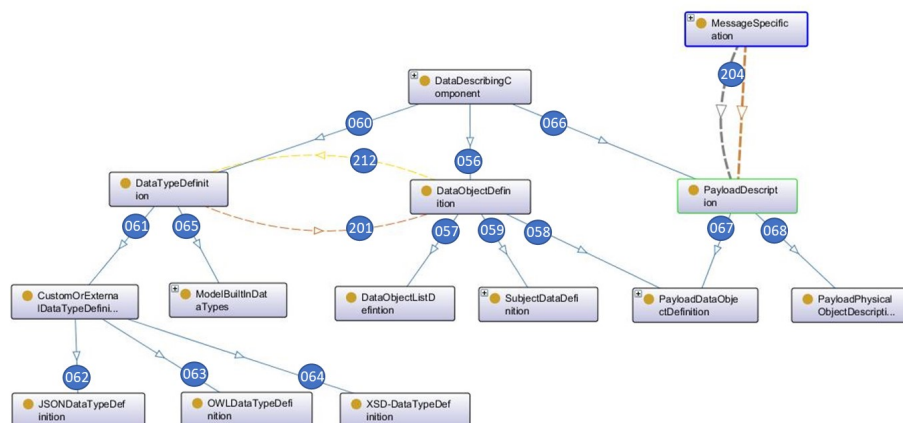 MessageSpecific
ation
204
DataDescribingC
omponent
060
066
212
056
DataTypeDefinit
ion
DataObjectDefin
ition
PayloadDescript
ion
061
065
201
057
059
058
067
068
CustomOrExterna
lDataTypeDefini...
ModelBuiltInDat
aTypes
DataObjectListD
efintion
SubjectDataDefi
nition
PayloadDataObje
ctDefinition
PayloadPhysical
ObjectDescripti...
062
063
064
JSONDataTypeDef
inition
OWLDataTypeDefi
nition
XSD-DataTypeDef
inition